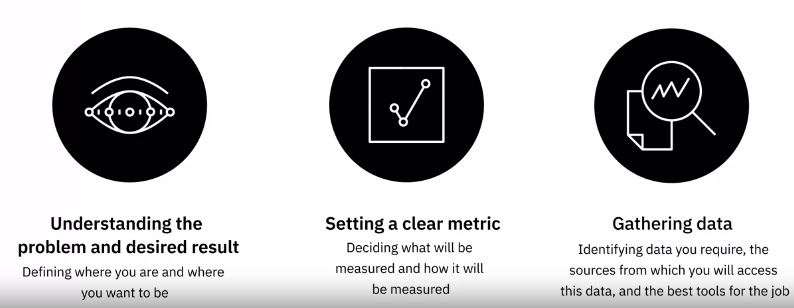 Understanding the
problem and desired result
Defining where you are and where
you want to be
Setting a clear metric
Deciding what will be
measured and how it will
be measured
Gathering data
Identifying data you require, the
sources from which you will access
this data, and the best tools for the job